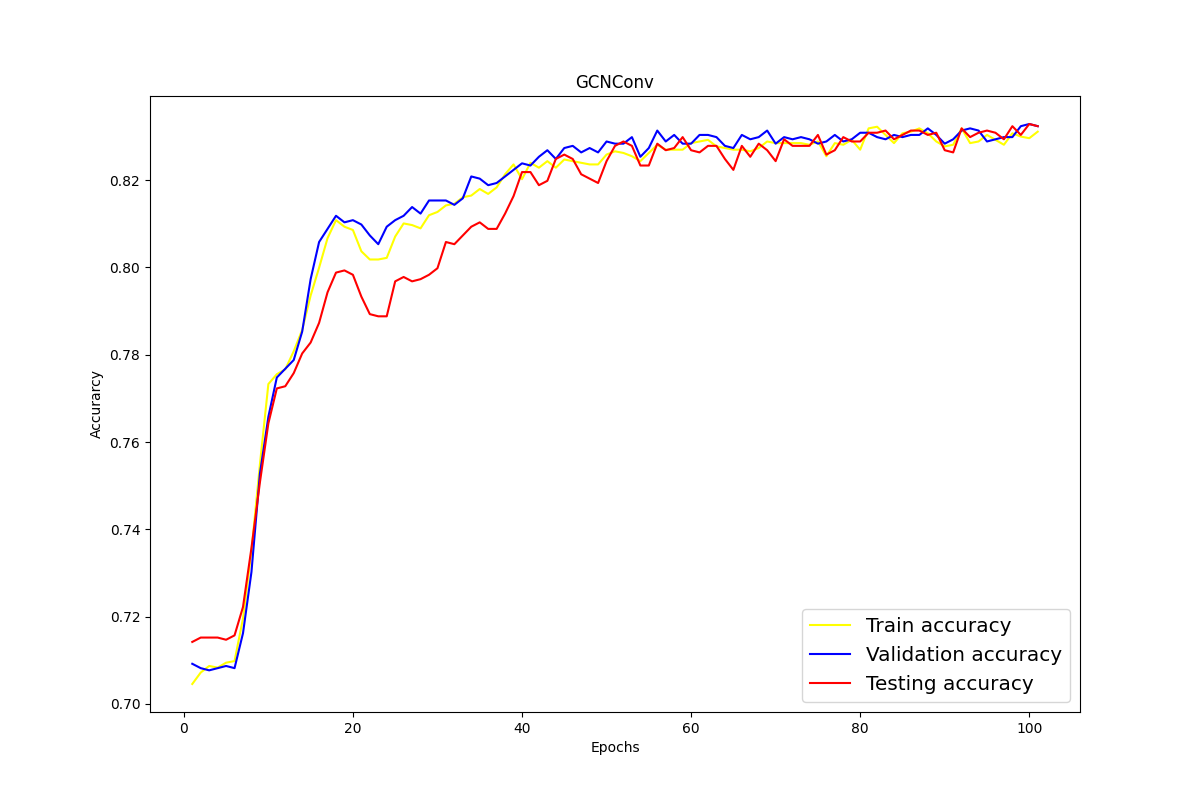 GCNConv
Accurarcy
0.82
0.80
0.78
0.76
0.74
0.72
0.70
Train accuracy
Validation accuracy
Testing accuracy
0 20 40 60 80 100
Epochs